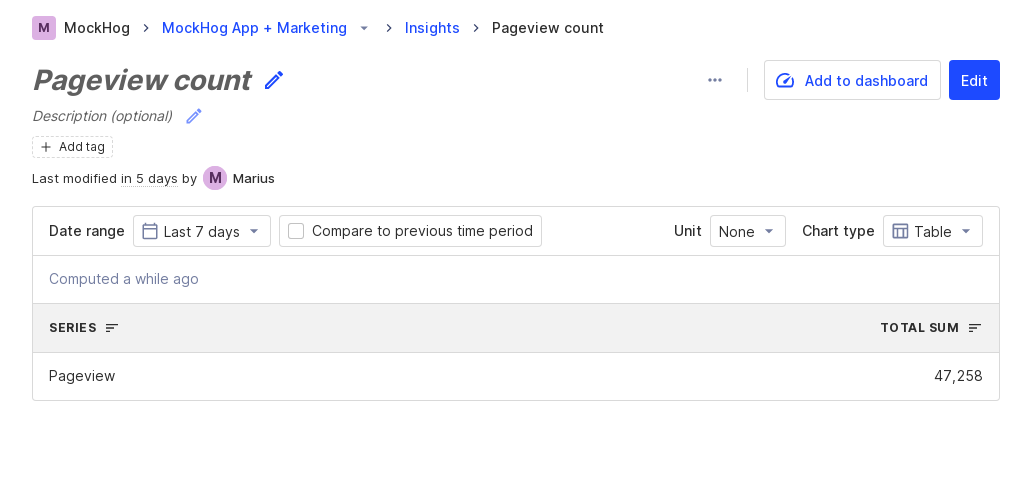 M MockHog MockHog App + Marketing Insights Pageview count
Pageview count
Add to dashboard Edit
Description (optional)
Add tag
Last modified in 5 days by M Marius
Date range Last 7 days Compare to previous time period Unit None Chart type Table
Computed a while ago
SERIES TOTAL SUM
Pageview 47,258